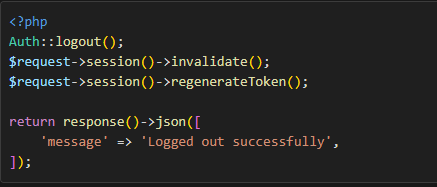 <?php
Auth::logout();
$request->session()->invalidate();
$request->session()->regenerateToken();

return response()->json([
    'message' => 'Logged out successfully',
]);